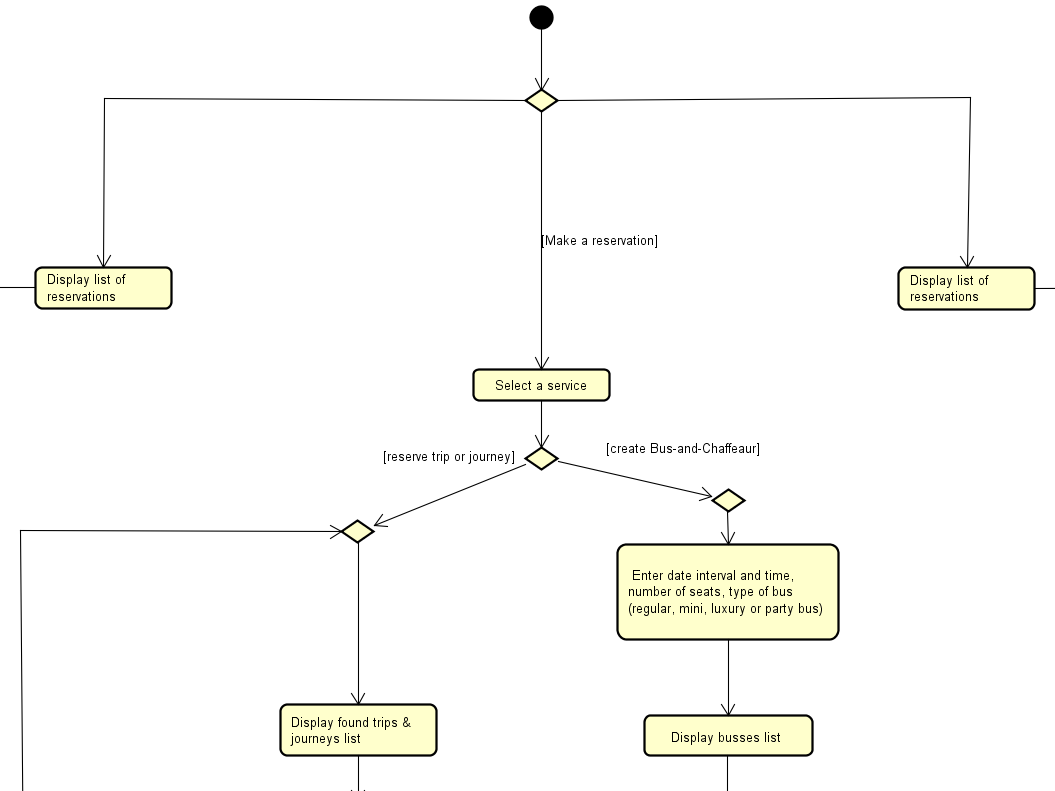 [Make a reservation]
Display list of
reservations
Display list of
reservations
Select a service
[reserve trip or journey]
[create Bus-and-Chaffeaur]
Enter date interval and time,
number of seats, type of bus
(regular, mini, luxury or party bus)
Display found trips &
journeys list
Display busses list